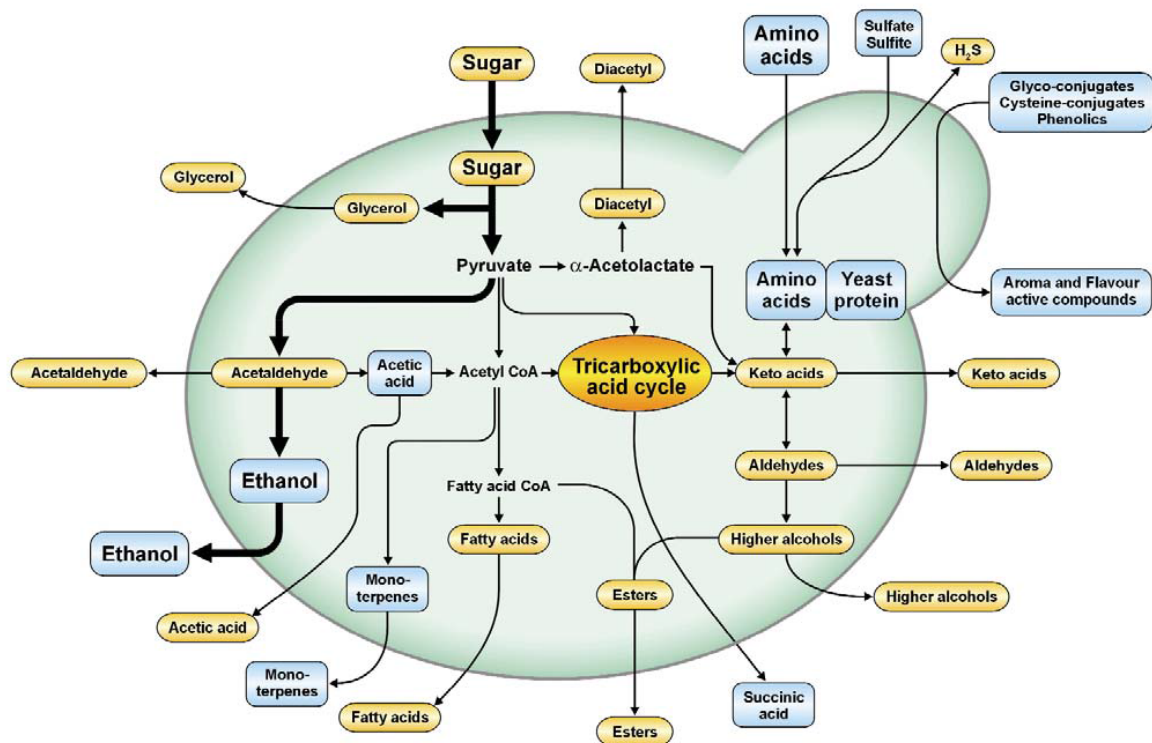 Sugar
Diacetyl
Amino
acids
Sulfate
Sulfite
H₂S
Glyco-conjugates
Cysteine-conjugates
Phenolics
Sugar
Glycerol
Glycerol
Diacetyl
Pyruvate
α-Acetolactate
Amino
acids
Yeast
protein
Aroma and Flavour
active compounds
Acetaldehyde
Acetaldehyde
Acetic
acid
Acetyl CoA
Tricarboxylic
acid cycle
Keto acids
Keto acids
Ethanol
Fatty acid CoA
Aldehydes
Aldehydes
Ethanol
Fatty acids
Higher alcohols
Mono-
terpenes
Esters
Higher alcohols
Acetic acid
Mono-
terpenes
Fatty acids
Esters
Succinic
acid